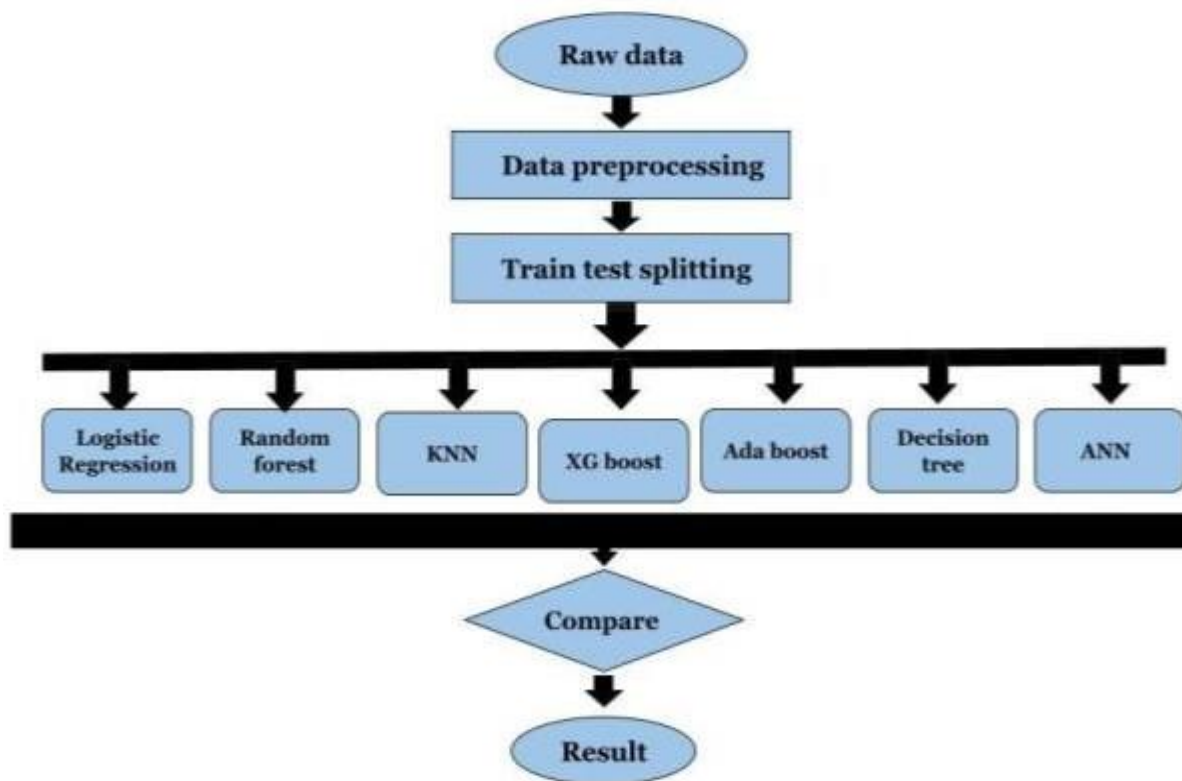 Raw data
Data preprocessing
Train test splitting
Logistic
Regression
Random
forest
KNN
XG boost
Ada boost
Decision
tree
ANN
Compare
Result